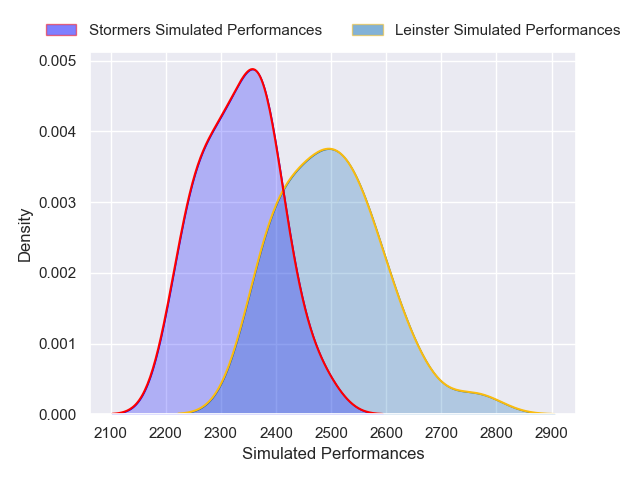 Stormers Simulated Performances Leinster Simulated Performances
0.005
0.004
0.003
0.002
0.001
0.000
Density
2100 2200 2300 2400 2500 2600 2700 2800 2900
Simulated Performances